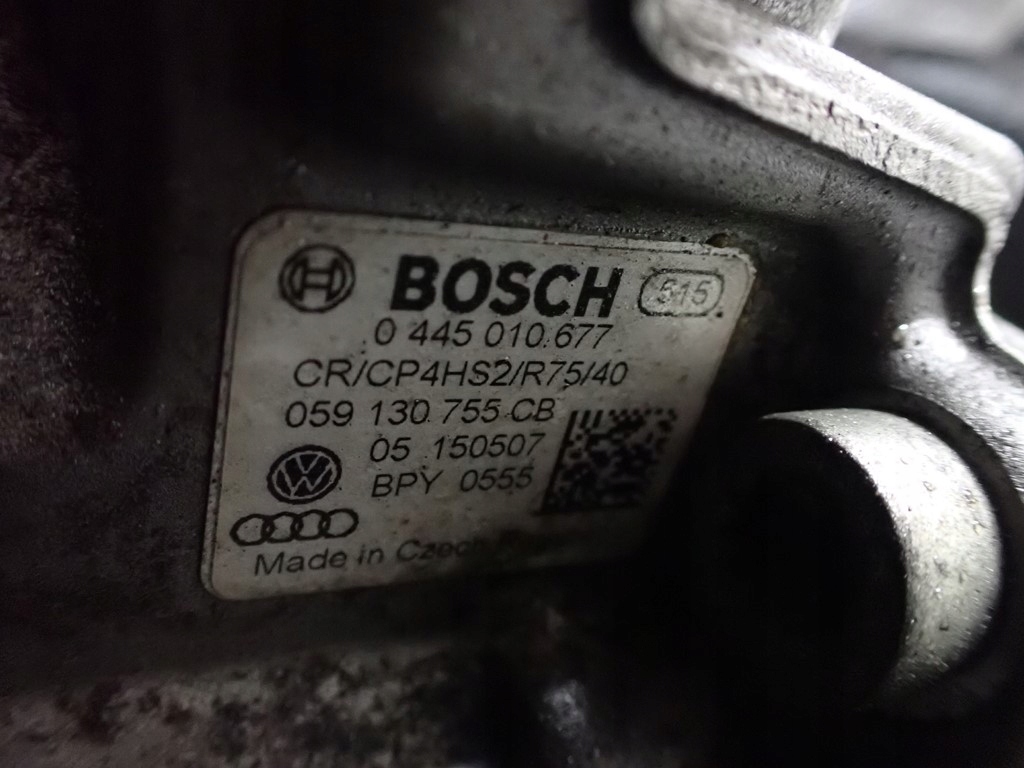 BOSCH 515
0 445 010 677
CR/CP4HS2/R75/40
059 130 755 CB
05 150507
BPY 0555
Made in Czech